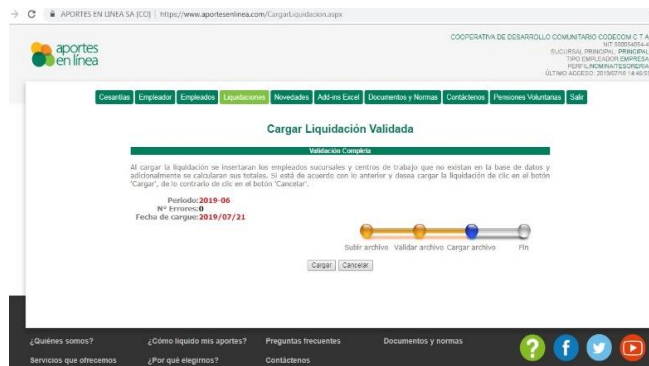 APORTES EN LINEA SA [CO] | https://www.aportesenlinea.com/CargarLiquidacion.aspx
aportes
en línea
COOPERATIVA DE DESARROLLO COMUNITARIO CODECOM C T A
SUCURSAL PRINCIPAL: PRINCIPAL
TIPO EMPLEADOR:EMPRESA
PERFIL:NOMINA/TESORERIA
Cesantías Empleador Empleados Liquidaciones Novedades Add-ins Excel Documentos y Normas Contáctenos Pensiones Voluntarias Salir
Cargar Liquidación Validada
Validación Completa
Al cargar la liquidación se insertaran los empleados sucursales y centros de trabajo que no existan en la base de datos y
adicionalmente se calcularan sus totales. Si está de acuerdo con lo anterior y desea cargar la liquidación de clic en el botón
'Cargar', de lo contrario de clic en el botón 'Cancelar'.
Periodo:2019-06
Nº Errores:0
Fecha de cargue:2019/07/21
Subir archivo Validar archivo Cargar archivo Fin
Cargar Cancelar
¿Quiénes somos? ¿Cómo liquido mis aportes? Preguntas frecuentes Documentos y normas
Servicios que ofrecemos ¿Por qué elegirnos? Contáctenos